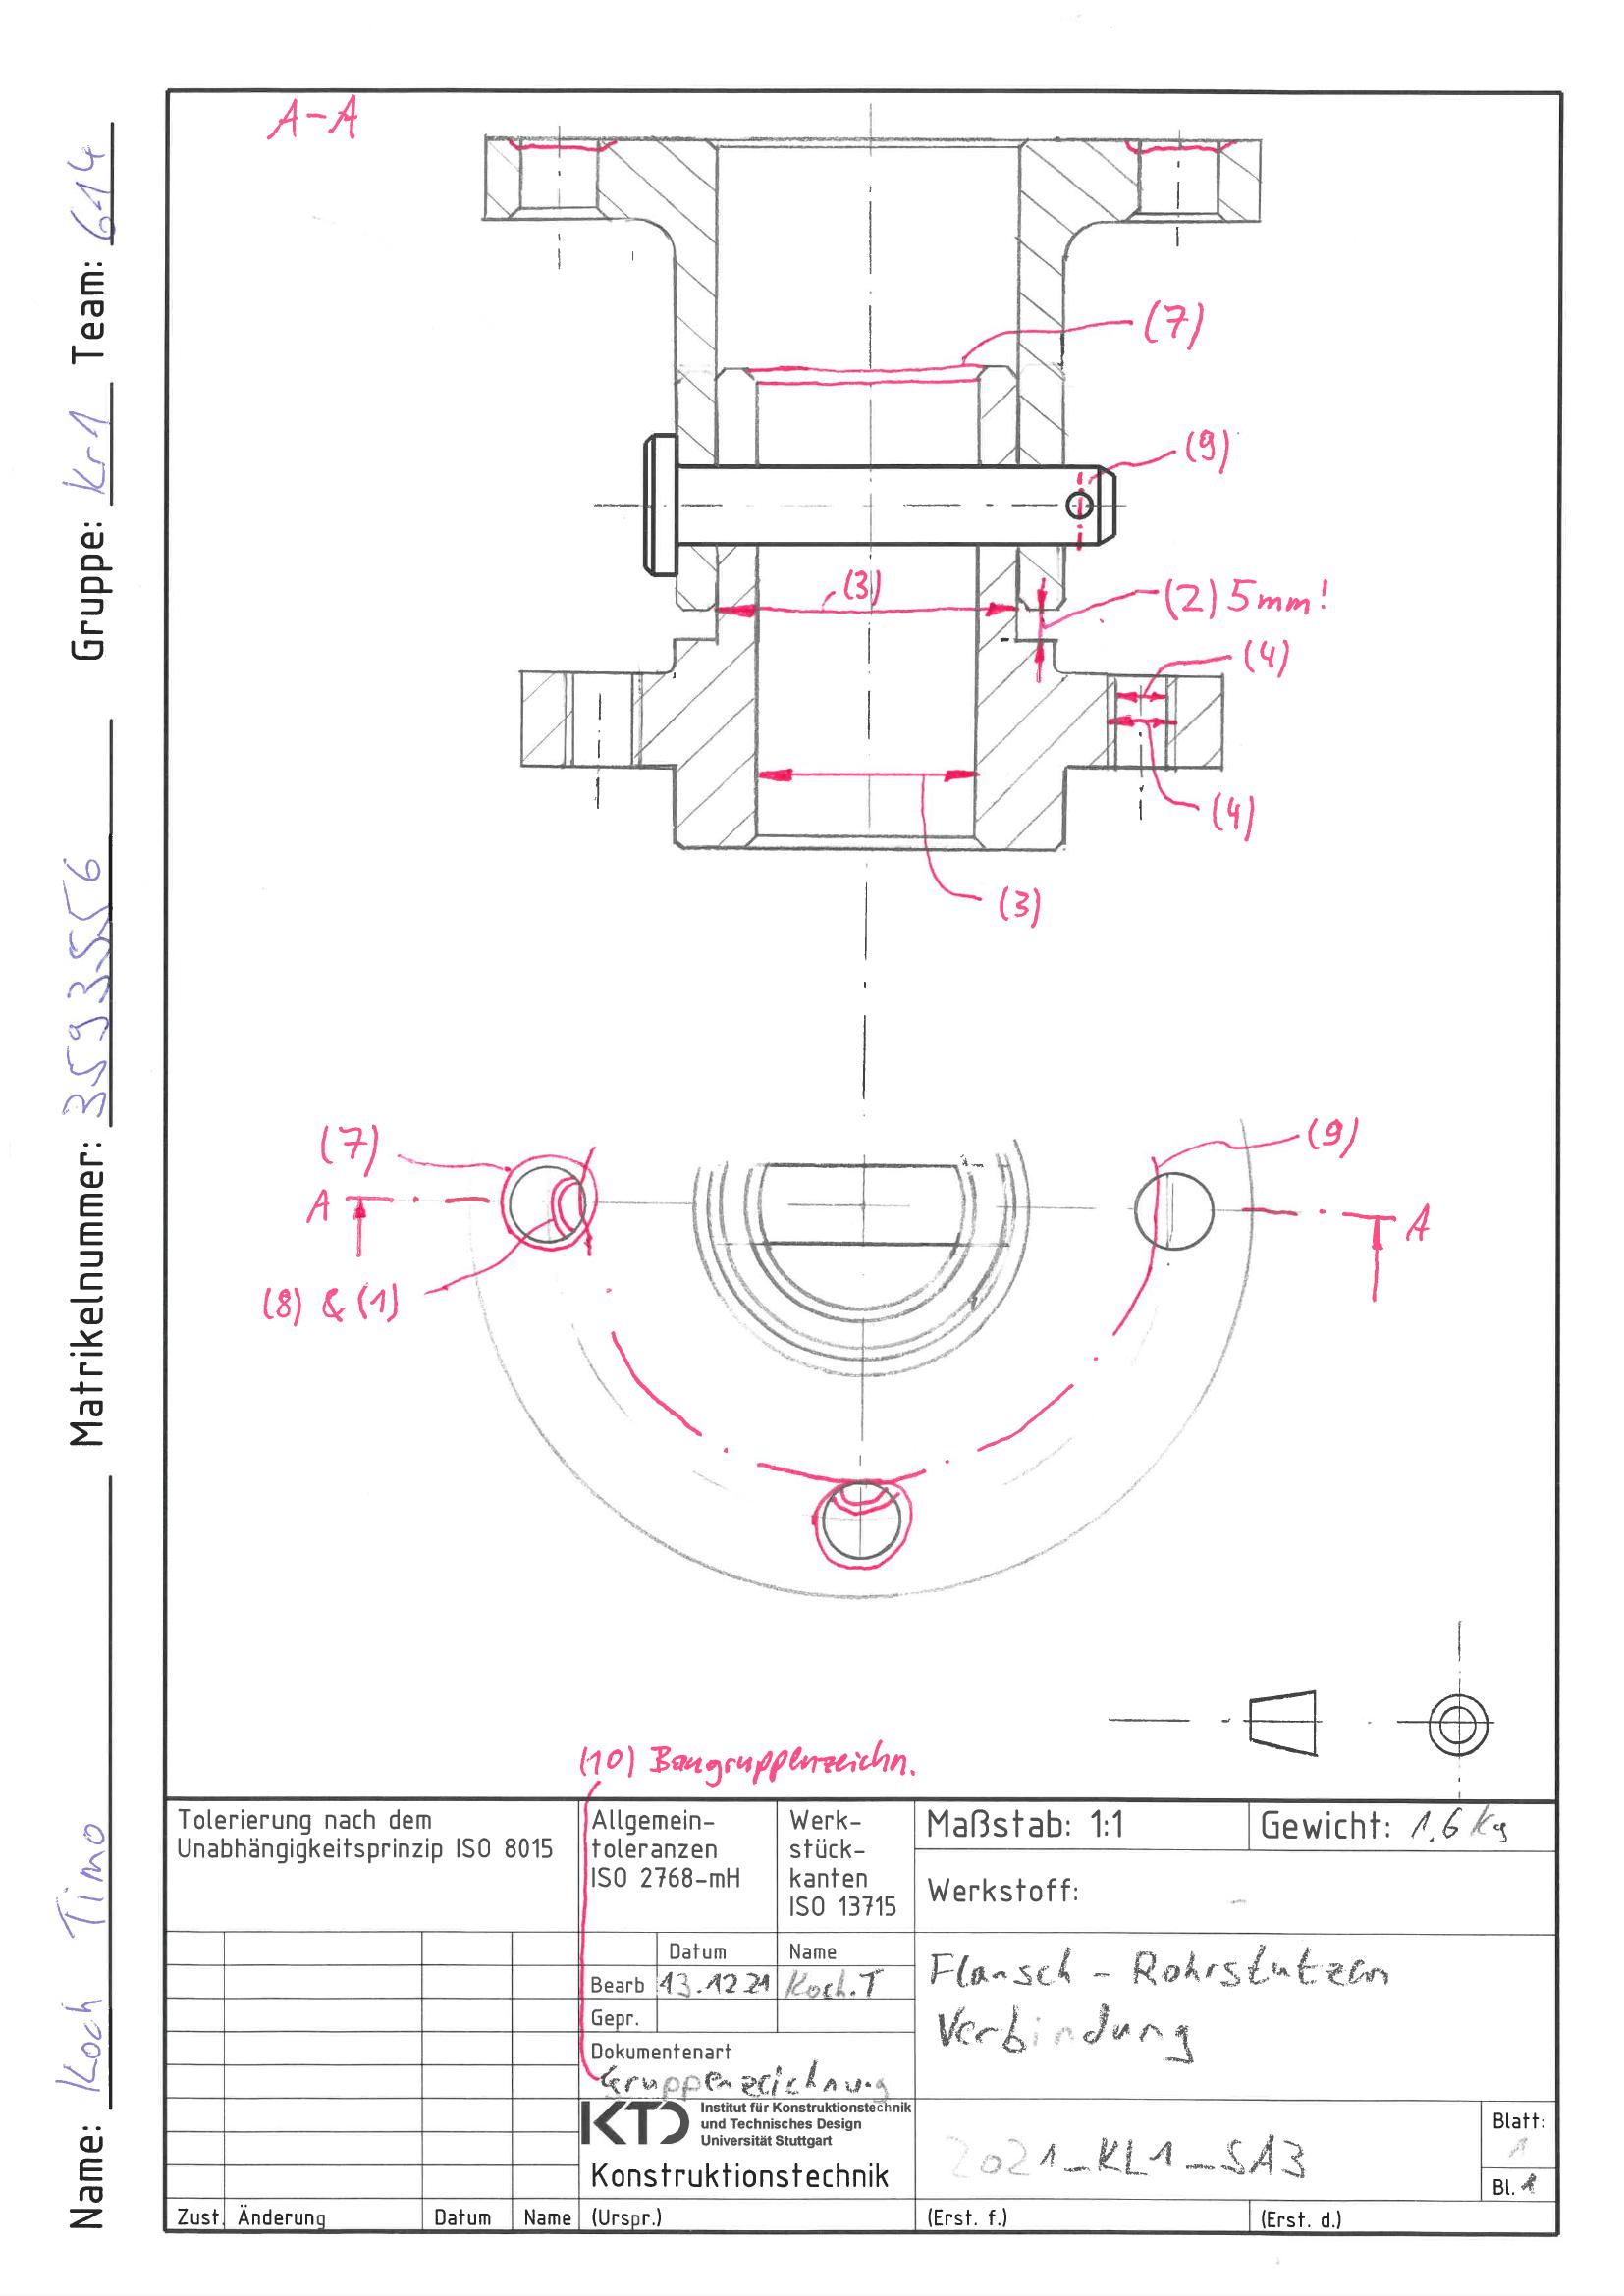 A-A
(7)
(9)
(3)
(2) 5mm!
(4)
(4)
(3)
(7)
(9)
A
A
(8) & (1)
(10) Baugruppenzeichn.
Name: Koch Timo Matrikelnummer: 3593556 Gruppe: Kr1 Team: 614
Tolerierung nach dem
Unabhängigkeitsprinzip ISO 8015
Allgemein-
toleranzen
ISO 2768-mH
Werk-
stück-
kanten
ISO 13715
Maßstab: 1:1
Gewicht: 1,6 Kg
Werkstoff: -
Datum Name
Bearb 13.12 21 Koch.T
Gepr.
Dokumentenart
Gruppenzeichnung
Flansch - Rohrstutzen
Verbindung
KTD Institut für Konstruktionstechnik
und Technisches Design
Universität Stuttgart
Konstruktionstechnik
2021_KL1_SA3
Blatt:
1
Bl. 1
Zust. Änderung Datum Name (Urspr.) (Erst. f.) (Erst. d.)